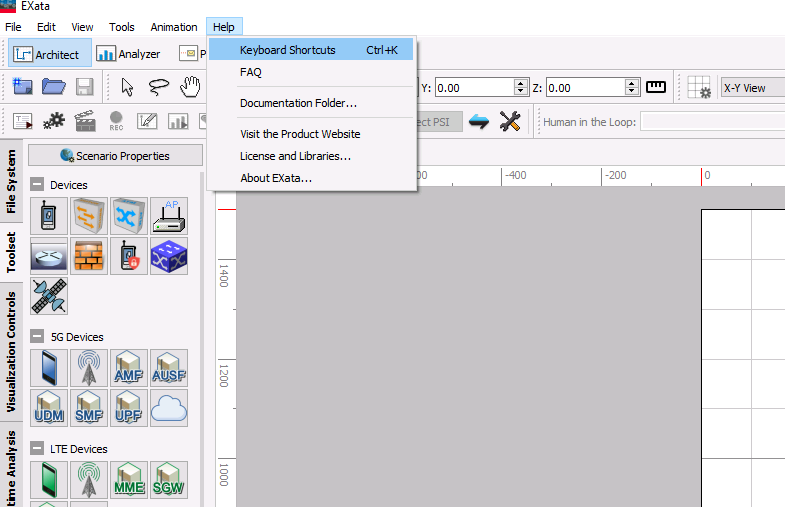 EXata
File Edit View Tools Animation Help
Architect Analyzer P
Keyboard Shortcuts Ctrl+K
FAQ
Documentation Folder...
Visit the Product Website
License and Libraries...
About EXata...
Y: 0.00 Z: 0.00 X-Y View
REC
ct PSI Human in the Loop:
File System
Toolset
Visualization Controls
time Analysis
Scenario Properties
Devices
AP
5G Devices
AMF AUSF
UDM SMF UPF
LTE Devices
MME SGW
-400 -200 0
1400
1200
1000